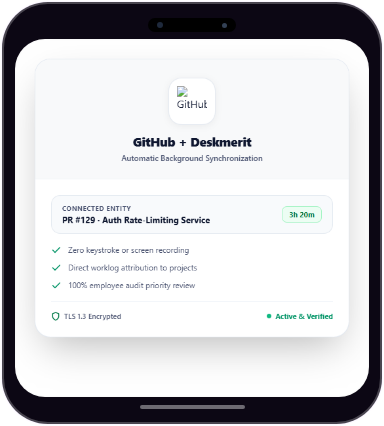 GitHub
GitHub + Deskmerit
Automatic Background Synchronization
CONNECTED ENTITY
PR #129 · Auth Rate-Limiting Service
3h 20m
Zero keystroke or screen recording
Direct worklog attribution to projects
100% employee audit priority review
TLS 1.3 Encrypted
Active & Verified